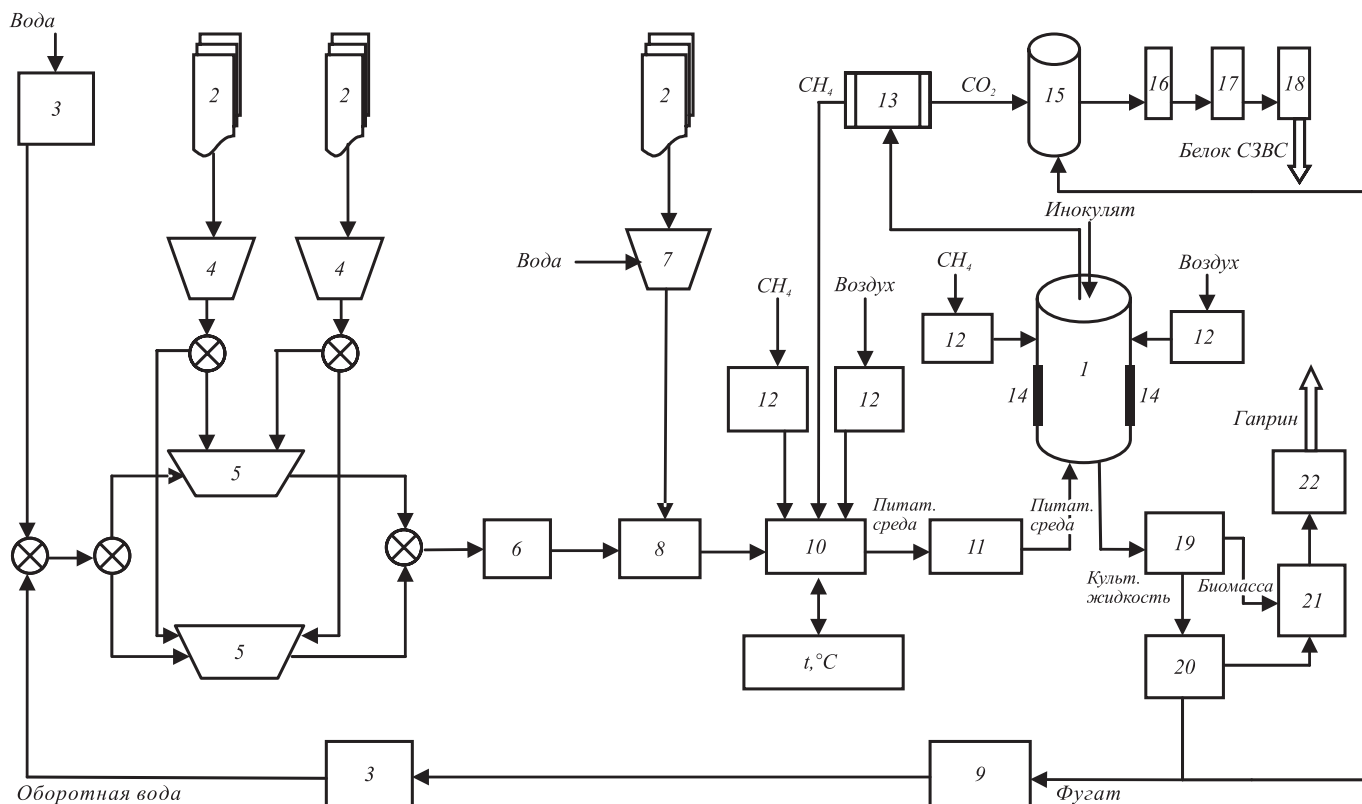 Вода
3
2
2
2
CH4
13
CO2
15
16
17
18
Белок СЗВС
Инокулят
4
4
Вода
7
CH4
Воздух
CH4
Воздух
12
12
12
12
1
14
14
Гаприн
5
22
Питат.
среда
Питат.
среда
6
8
10
11
19
Культ.
жидкость
Биомасса
21
5
t,°C
20
3
9
Оборотная вода
Фугат